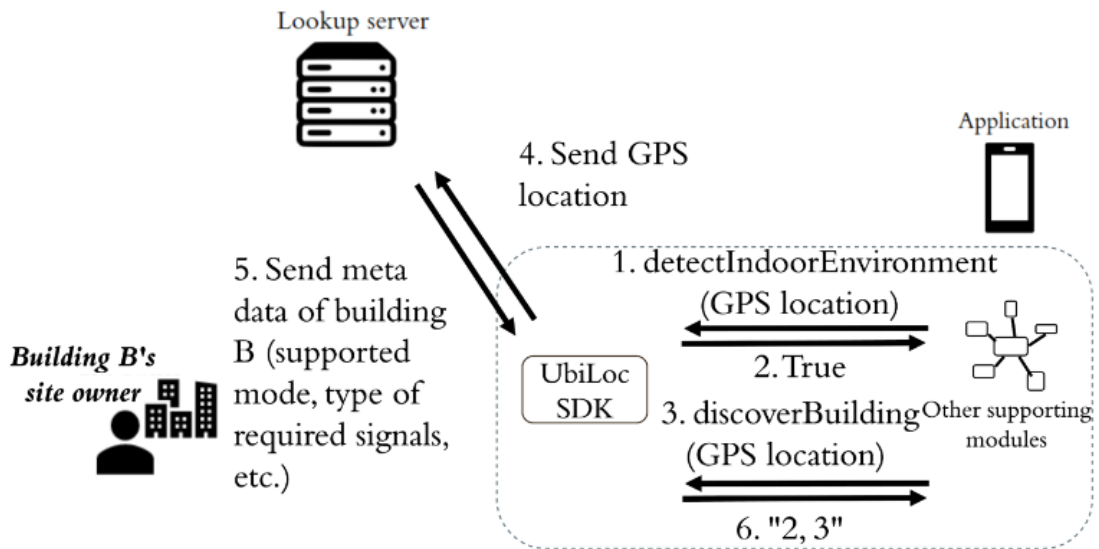 Lookup server
Application
4. Send GPS
location
1. detectIndoorEnvironment
(GPS location)
5. Send meta
data of building
B (supported
mode, type of
required signals,
etc.)
Building B's
site owner
UbiLoc
SDK
2. True
3. discoverBuilding
(GPS location)
Other supporting
modules
6. "2, 3"